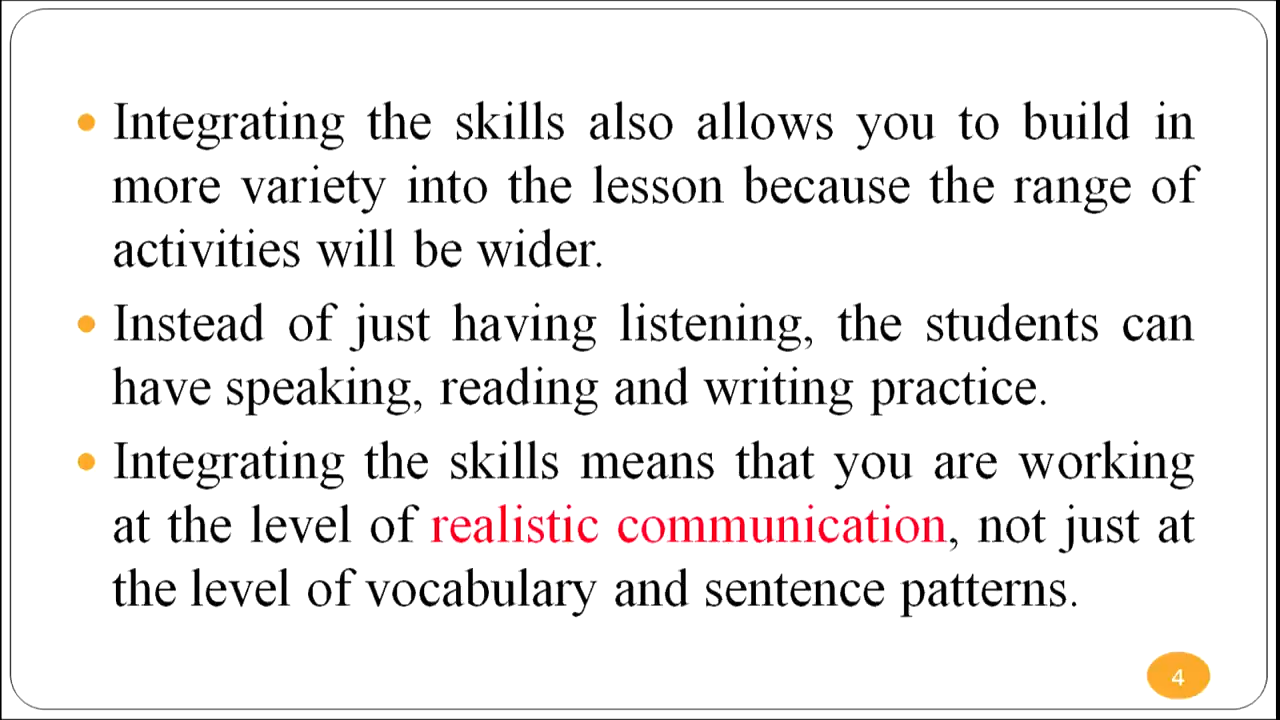 • Integrating the skills also allows you to build in
more variety into the lesson because the range of
activities will be wider.
• Instead of just having listening, the students can
have speaking, reading and writing practice.
• Integrating the skills means that you are working
at the level of realistic communication, not just at
the level of vocabulary and sentence patterns.
4